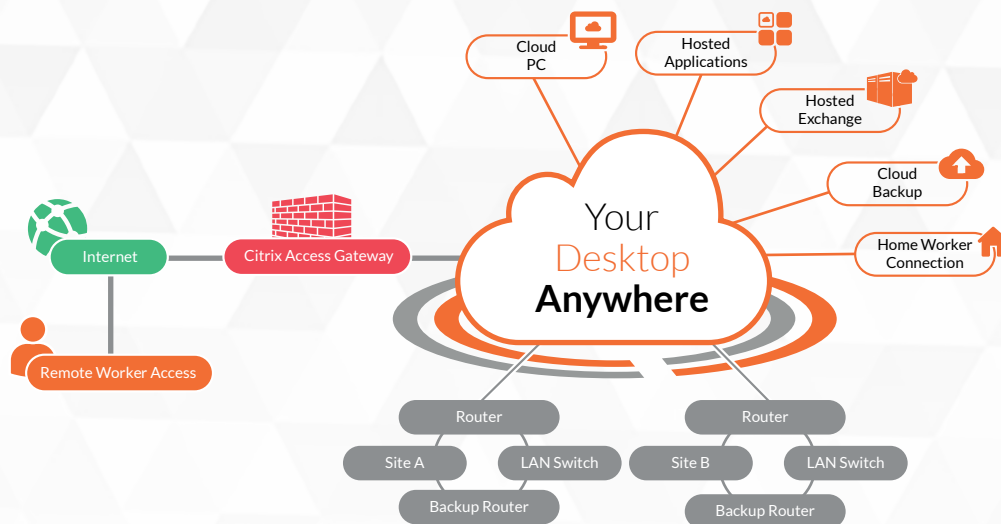 Cloud
PC
Hosted
Applications
Hosted
Exchange
Cloud
Backup
Home Worker
Connection
Your
Desktop
Anywhere
Internet
Citrix Access Gateway
Remote Worker Access
Router
Site A
LAN Switch
Backup Router
Router
Site B
LAN Switch
Backup Router